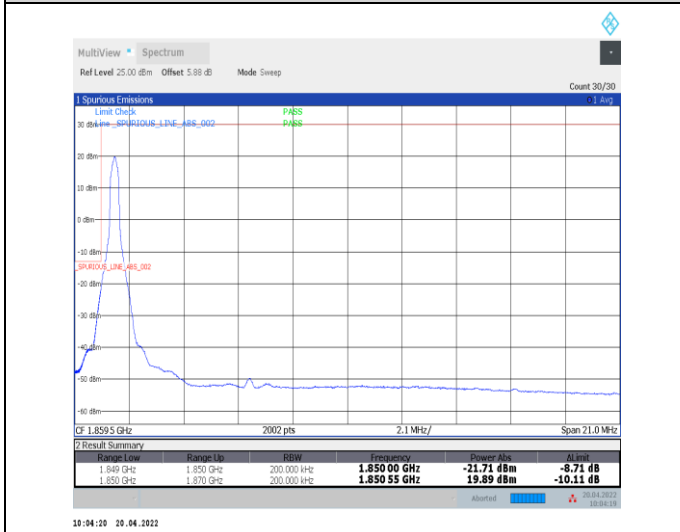 MultiView Spectrum
Ref Level 25.00 dBm Offset 5.88 dB Mode Sweep
Count 30/30
1 Spurious Emissions 1 Avg
Limit Check PASS
30 dBm Line _SPURIOUS_LINE_ABS_002 PASS
20 dBm
10 dBm
0 dBm
-10 dBm
_SPURIOUS_LINE_ABS_002
-20 dBm
-30 dBm
-40 dBm
-50 dBm
-60 dBm
CF 1.8595 GHz 2002 pts 2.1 MHz/ Span 21.0 MHz
2 Result Summary
Range Low Range Up RBW Frequency Power Abs ΔLimit
1.849 GHz 1.850 GHz 200.000 kHz 1.850 00 GHz -21.71 dBm -8.71 dB
1.850 GHz 1.870 GHz 200.000 kHz 1.850 55 GHz 19.89 dBm -10.11 dB
Aborted 20.04.2022
10:04:19
10:04:20 20.04.2022